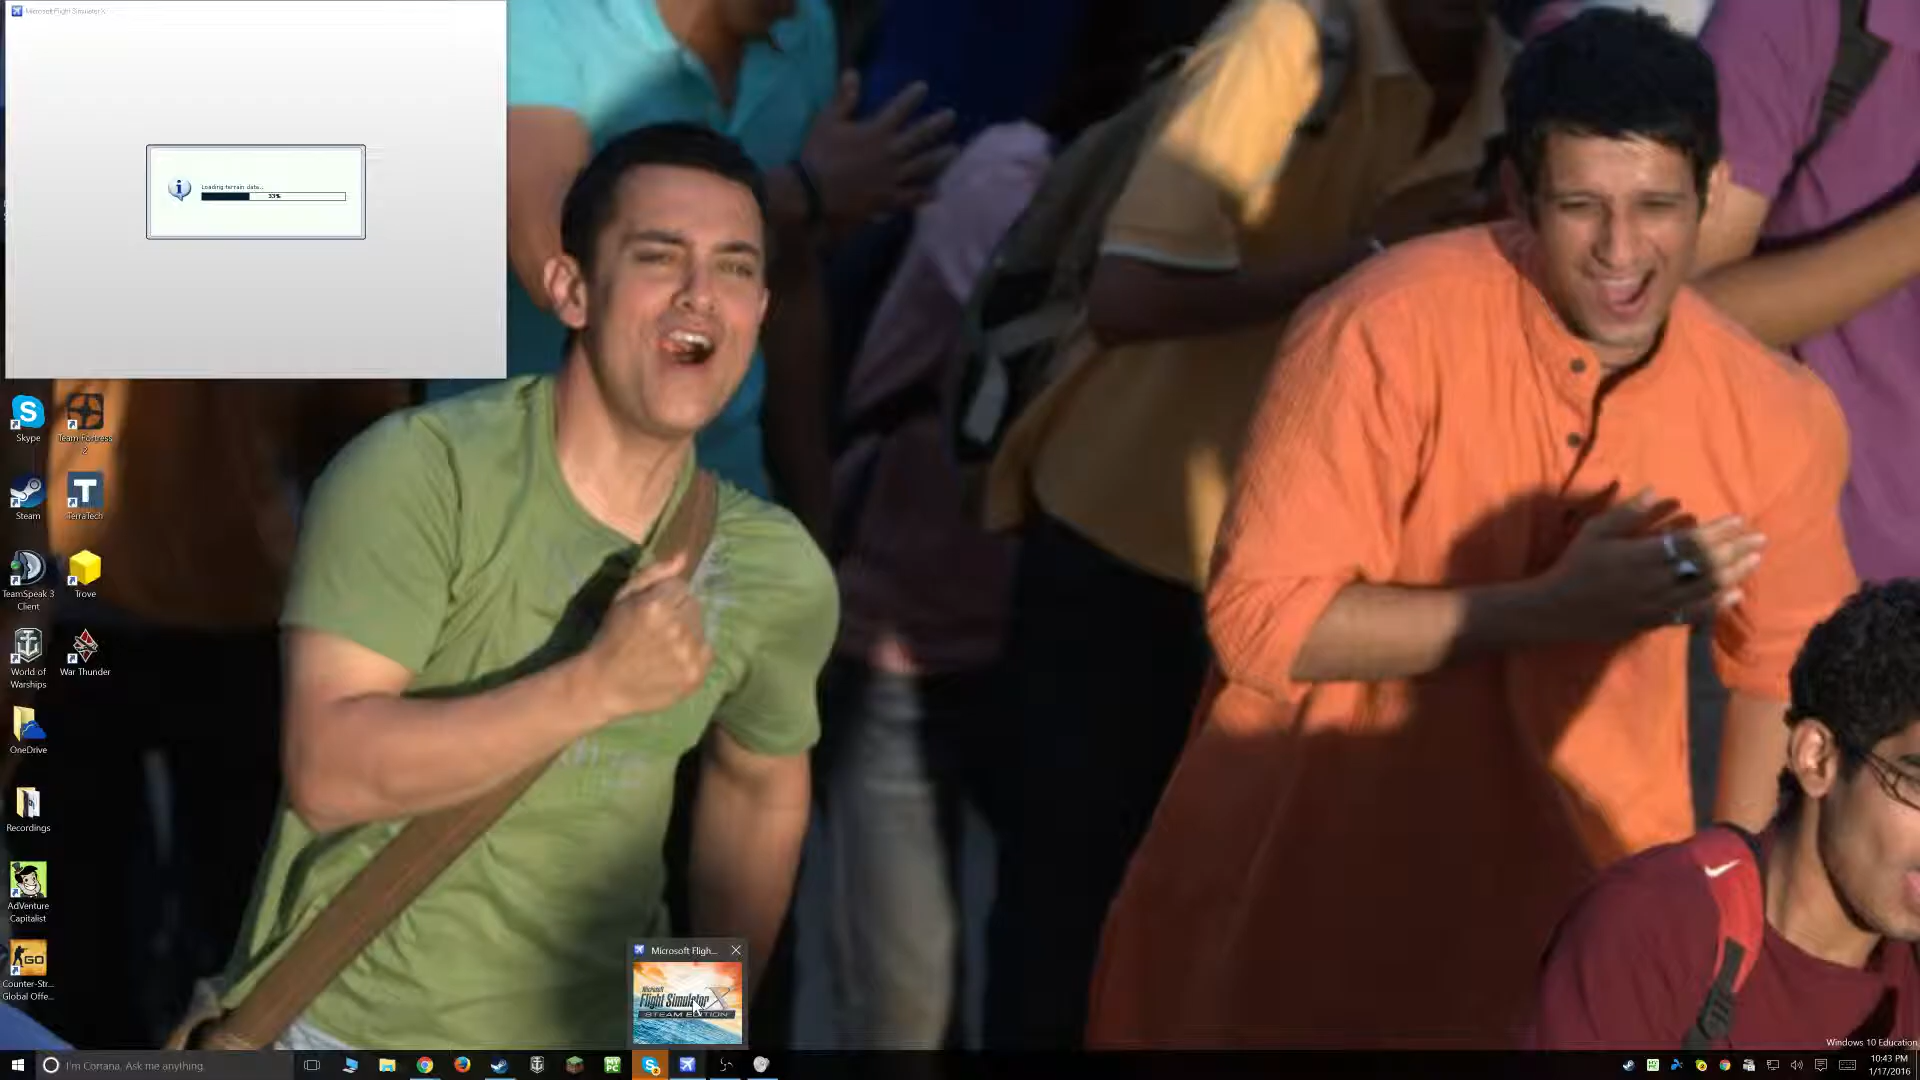 Microsoft Flight Simulator X
Loading terrain data...
33%
Skype
Team Fortress
2
Steam
TerraTech
TeamSpeak 3
Client
Trove
World of
Warships
War Thunder
OneDrive
Recordings
AdVenture
Capitalist
GO
Counter-Str...
Global Offe...
Microsoft Fligh...
Microsoft
Flight Simulator X
STEAM EDITION
I'm Cortana. Ask me anything.
Windows 10 Education
10:43 PM
1/17/2016